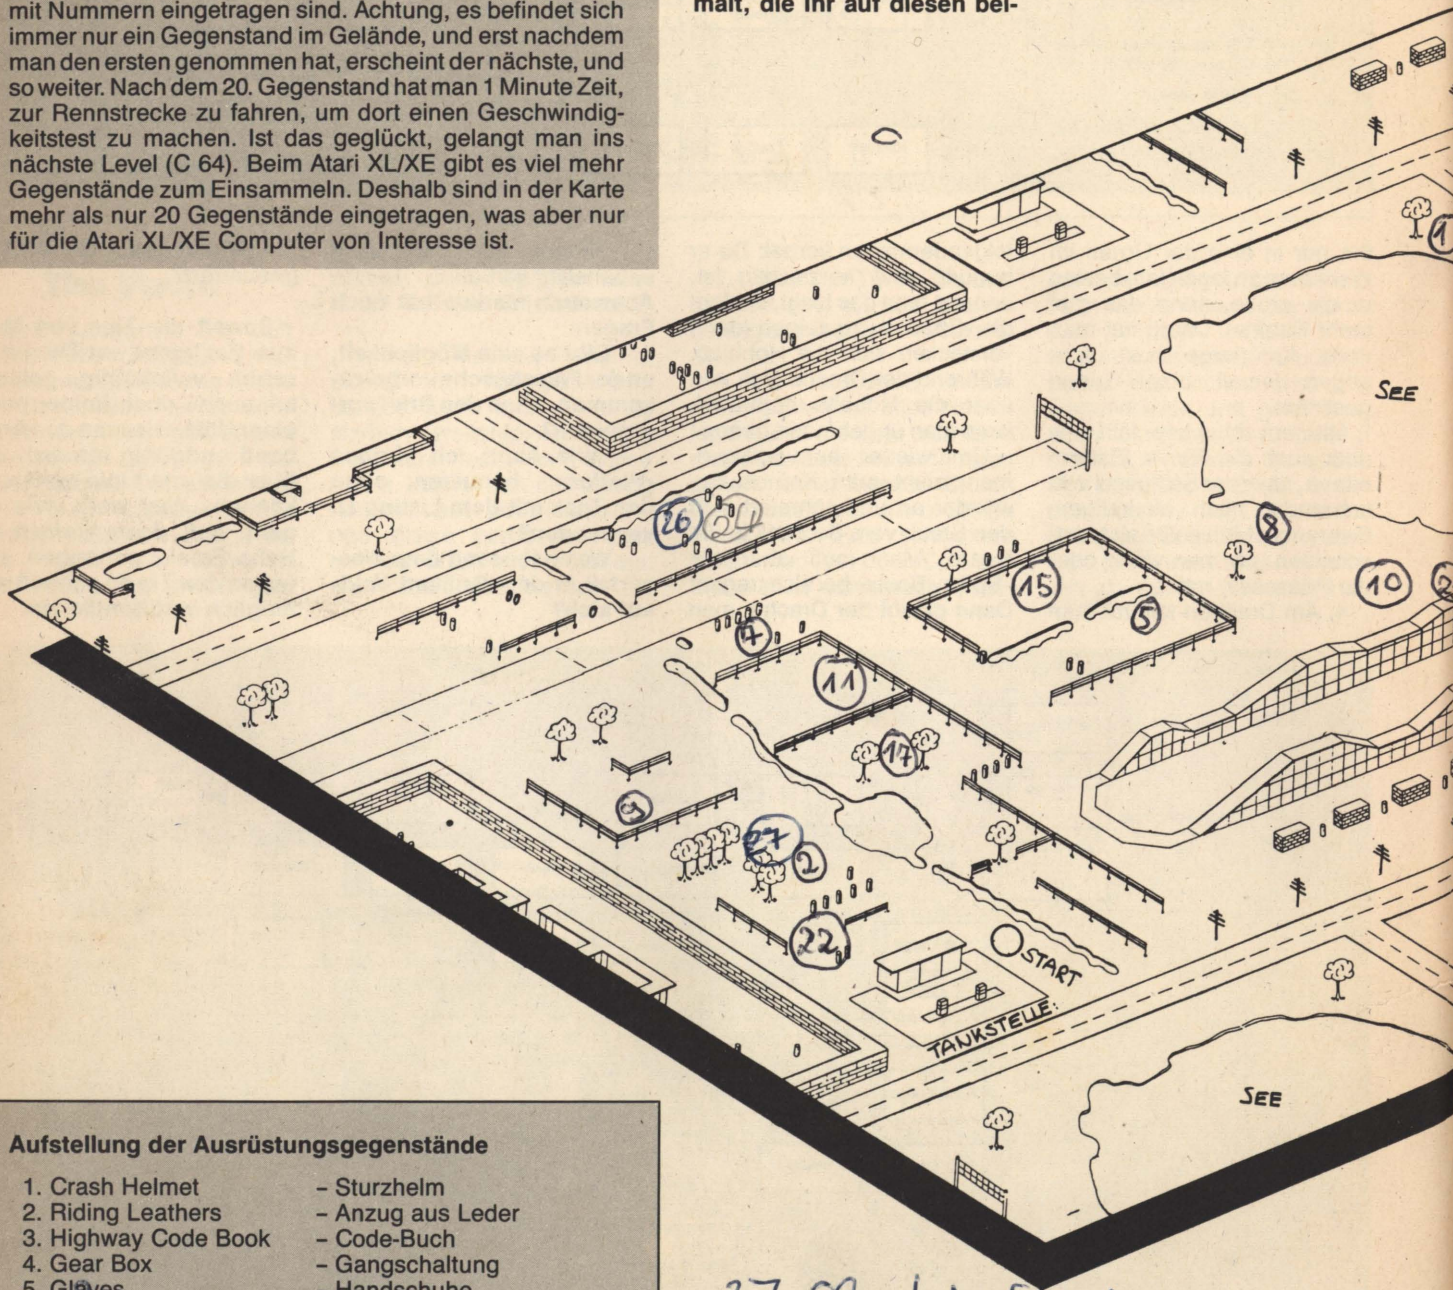 mit Nummern eingetragen sind. Achtung, es befindet sich
immer nur ein Gegenstand im Gelände, und erst nachdem
man den ersten genommen hat, erscheint der nächste, und
so weiter. Nach dem 20. Gegenstand hat man 1 Minute Zeit,
zur Rennstrecke zu fahren, um dort einen Geschwindig-
keitstest zu machen. Ist das geglückt, gelangt man ins
nächste Level (C 64). Beim Atari XL/XE gibt es viel mehr
Gegenstände zum Einsammeln. Deshalb sind in der Karte
mehr als nur 20 Gegenstände eingetragen, was aber nur
für die Atari XL/XE Computer von Interesse ist.
malt, die ihr auf diesen bei-
SEE
26 24
8
15
10
5
7
11
17
9
27
2
22
START
TANKSTELLE:
SEE
Aufstellung der Ausrüstungsgegenstände
1. Crash Helmet – Sturzhelm
2. Riding Leathers – Anzug aus Leder
3. Highway Code Book – Code-Buch
4. Gear Box – Gangschaltung
5. Gloves – Handschuhe